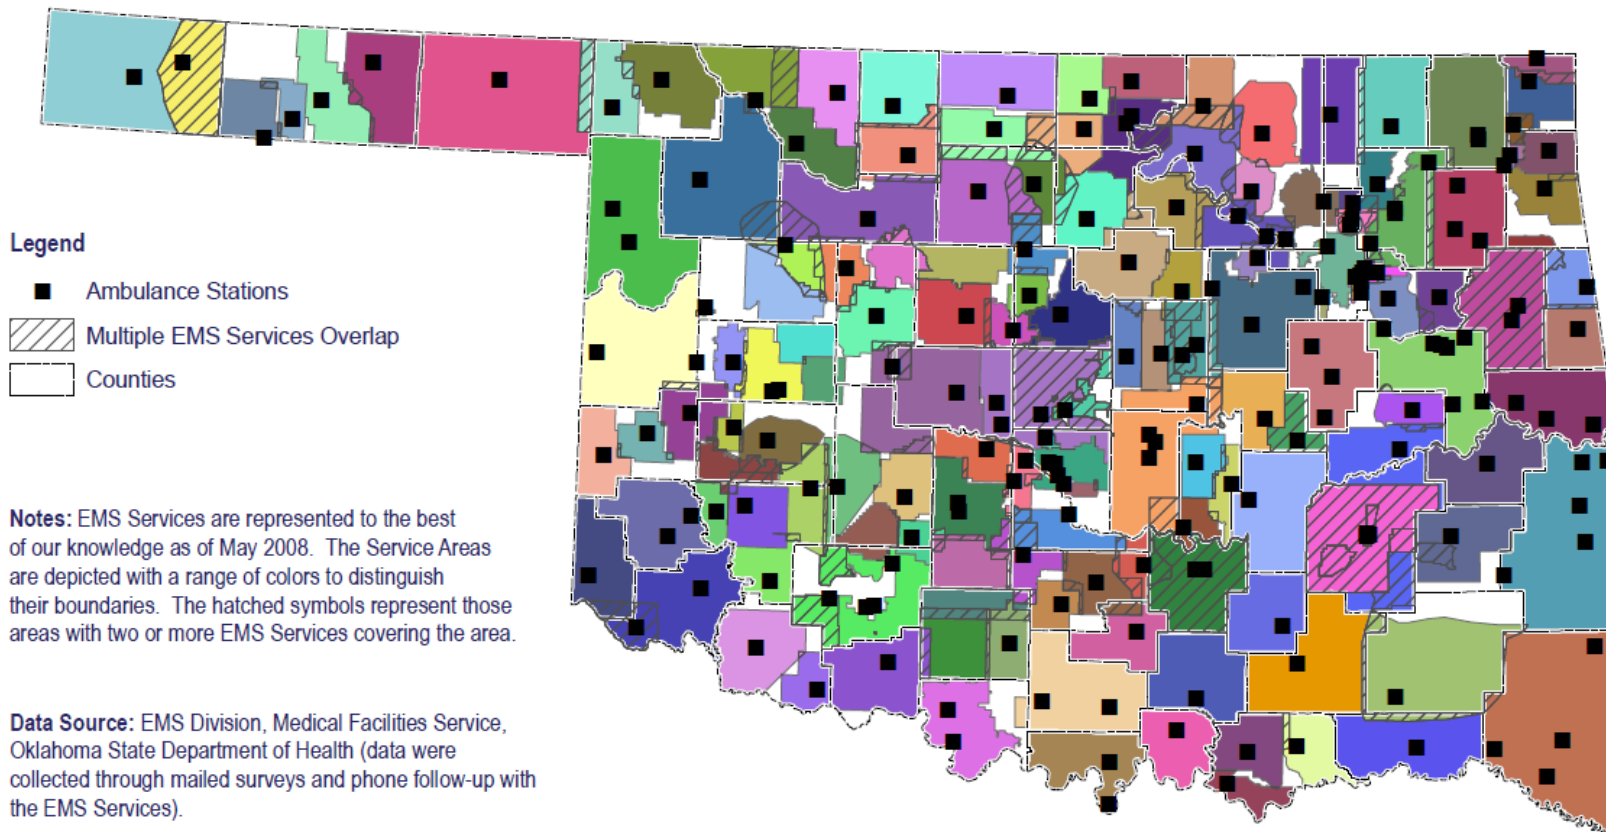 Legend
Ambulance Stations
Multiple EMS Services Overlap
Counties
Notes: EMS Services are represented to the best
of our knowledge as of May 2008. The Service Areas
are depicted with a range of colors to distinguish
their boundaries. The hatched symbols represent those
areas with two or more EMS Services covering the area.
Data Source: EMS Division, Medical Facilities Service,
Oklahoma State Department of Health (data were
collected through mailed surveys and phone follow-up with
the EMS Services).